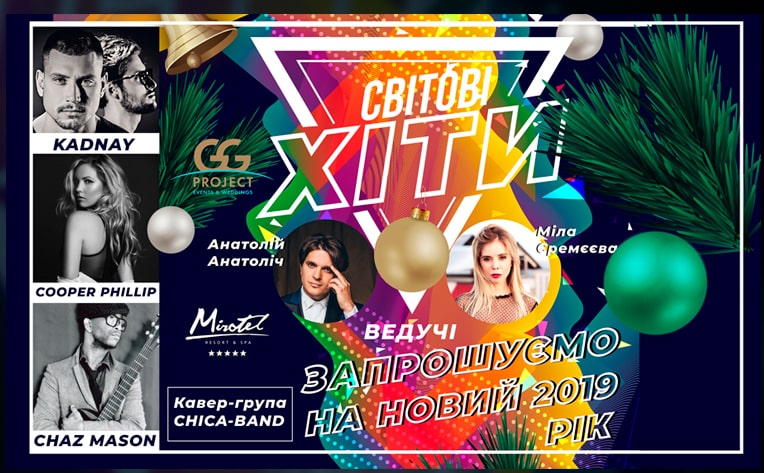 KADNAY
COOPER PHILLIP
CHAZ MASON
GG
PROJECT
EVENTS & WEDDINGS
СВІТОВІ
ХІТИ
Анатолій
Анатоліч
Міла
Єремєєва
ВЕДУЧІ
Mirotel
RESORT & SPA
Кавер-група
CHICA-BAND
ЗАПРОШУЄМО
НА НОВИЙ 2019
РІК